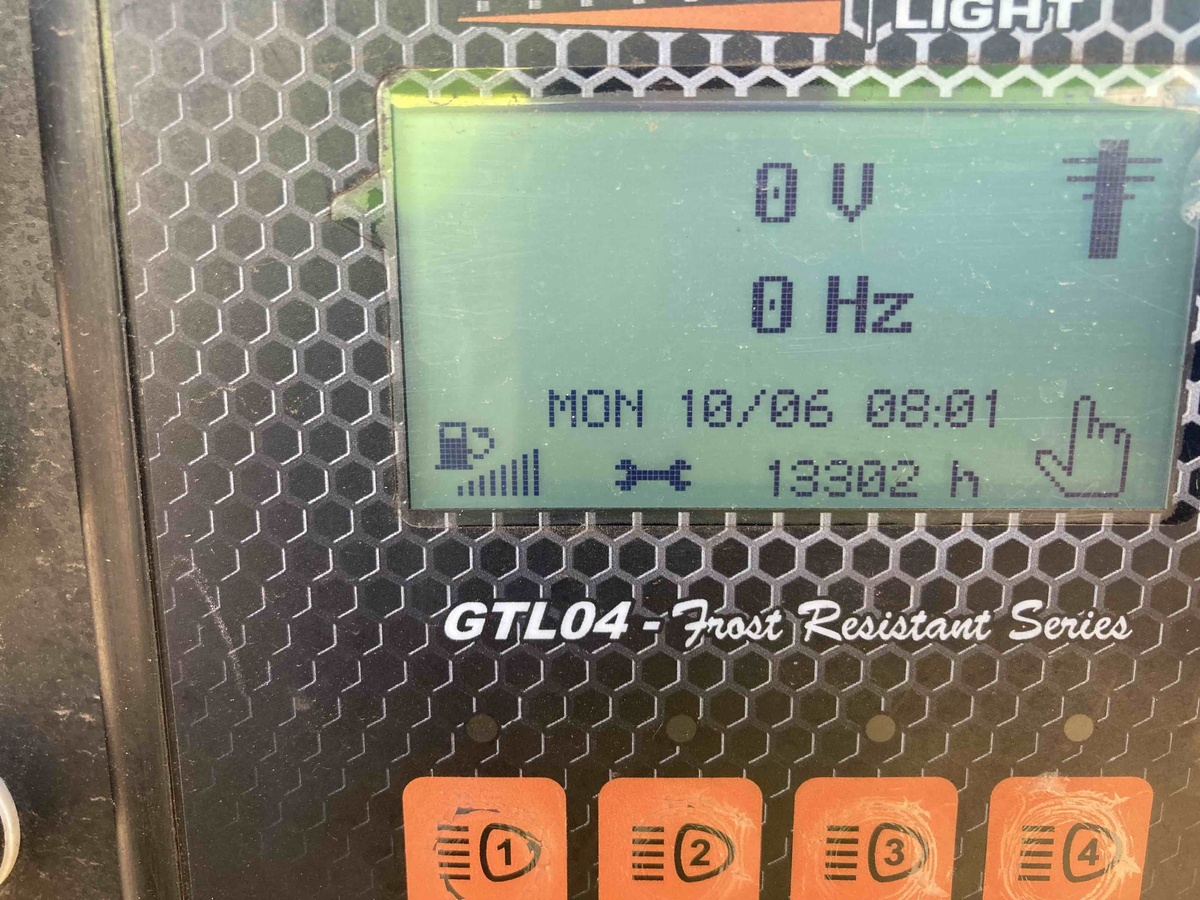 LIGHT
0 V
0 Hz
MON 10/06 08:01
13302 h
GTL04 - Frost Resistant Series
1 2 3 4